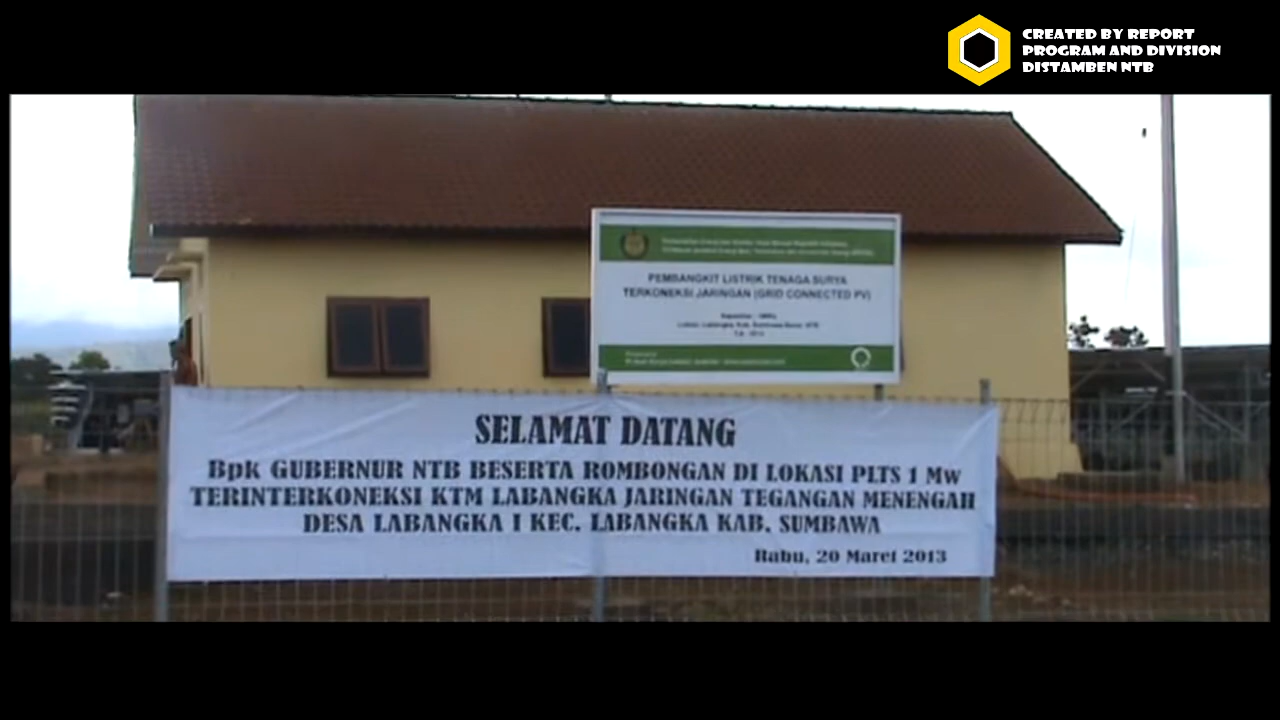 CREATED BY REPORT
PROGRAM AND DIVISION
DISTAMBEN NTB
PEMBANGKIT LISTRIK TENAGA SURYA
TERKONEKSI JARINGAN (GRID CONNECTED PV)
SELAMAT DATANG
Bpk GUBERNUR NTB BESERTA ROMBONGAN DI LOKASI PLTS 1 Mw
TERINTERKONEKSI KTM LABANGKA JARINGAN TEGANGAN MENENGAH
DESA LABANGKA I KEC. LABANGKA KAB. SUMBAWA
Rabu, 20 Maret 2013